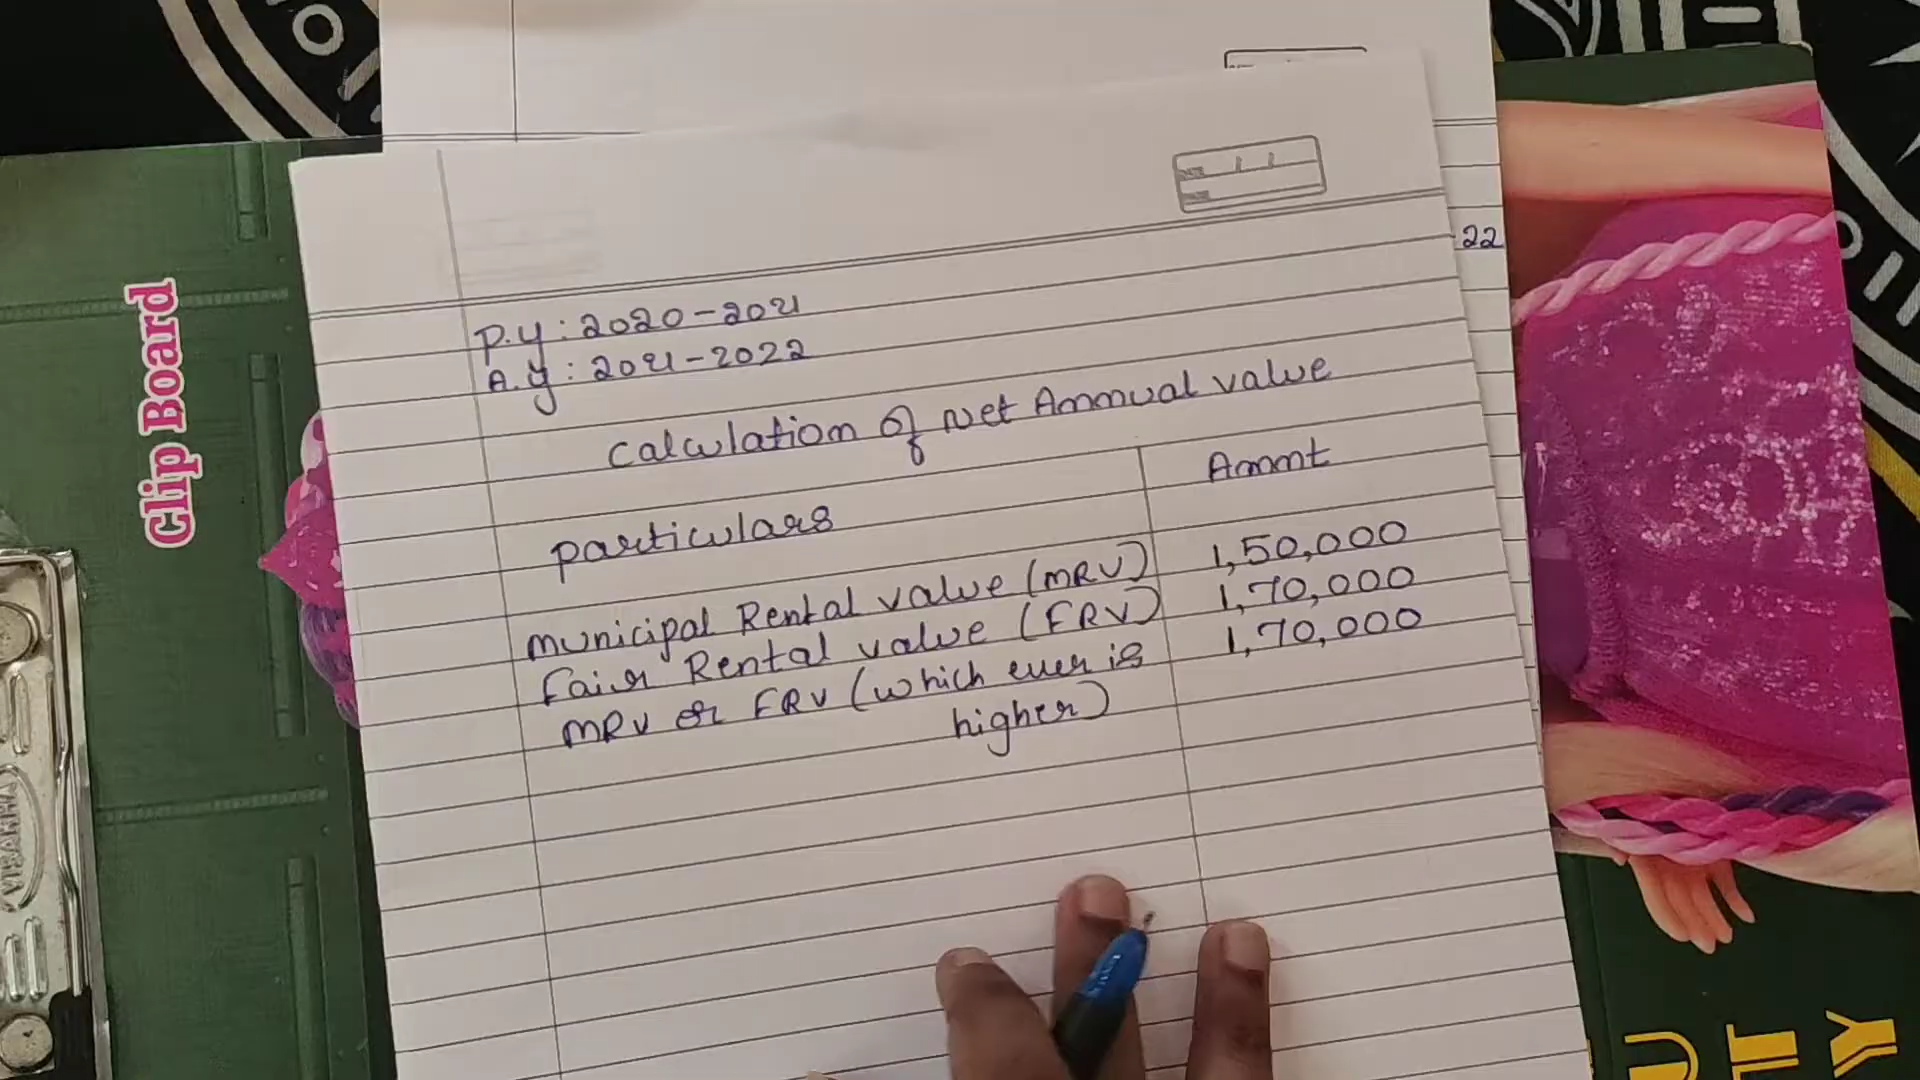 22
P.Y : 2020-2021
A.Y : 2021-2022
Calculation of Net Annual value
Particulars
Ammt
Municipal Rental value (MRV) 1,50,000
Fair Rental value (FRV) 1,70,000
MRV or FRV (which ever is 1,70,000
higher)
Clip Board